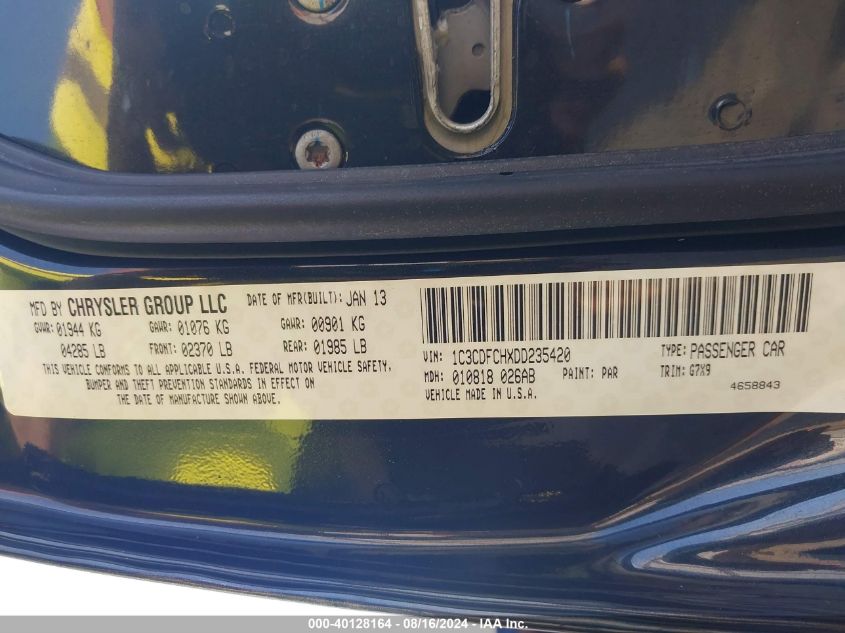 MFD BY CHRYSLER GROUP LLC DATE OF MFR(BUILT): JAN 13
GVWR: 01944 KG GAWR: 01076 KG GAWR: 00901 KG
04285 LB FRONT: 02370 LB REAR: 01985 LB
THIS VEHICLE CONFORMS TO ALL APPLICABLE U.S.A. FEDERAL MOTOR VEHICLE SAFETY,
BUMPER AND THEFT PREVENTION STANDARDS IN EFFECT ON
THE DATE OF MANUFACTURE SHOWN ABOVE.
VIN: 1C3CDFCHXDD235420 TYPE: PASSENGER CAR
MDH: 010818 026AB PAINT: PAR TRIM: G7X9
VEHICLE MADE IN U.S.A. 4658843
000-40128164 - 08/16/2024 - IAA Inc.